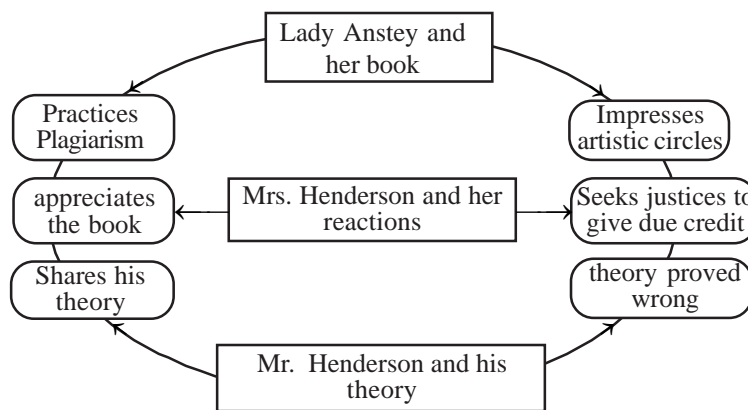 Lady Anstey and
her book
Practices
Plagiarism
Impresses
artistic circles
appreciates
the book
Mrs. Henderson and her
reactions
Seeks justices to
give due credit
Shares his
theory
theory proved
wrong
Mr. Henderson and his
theory